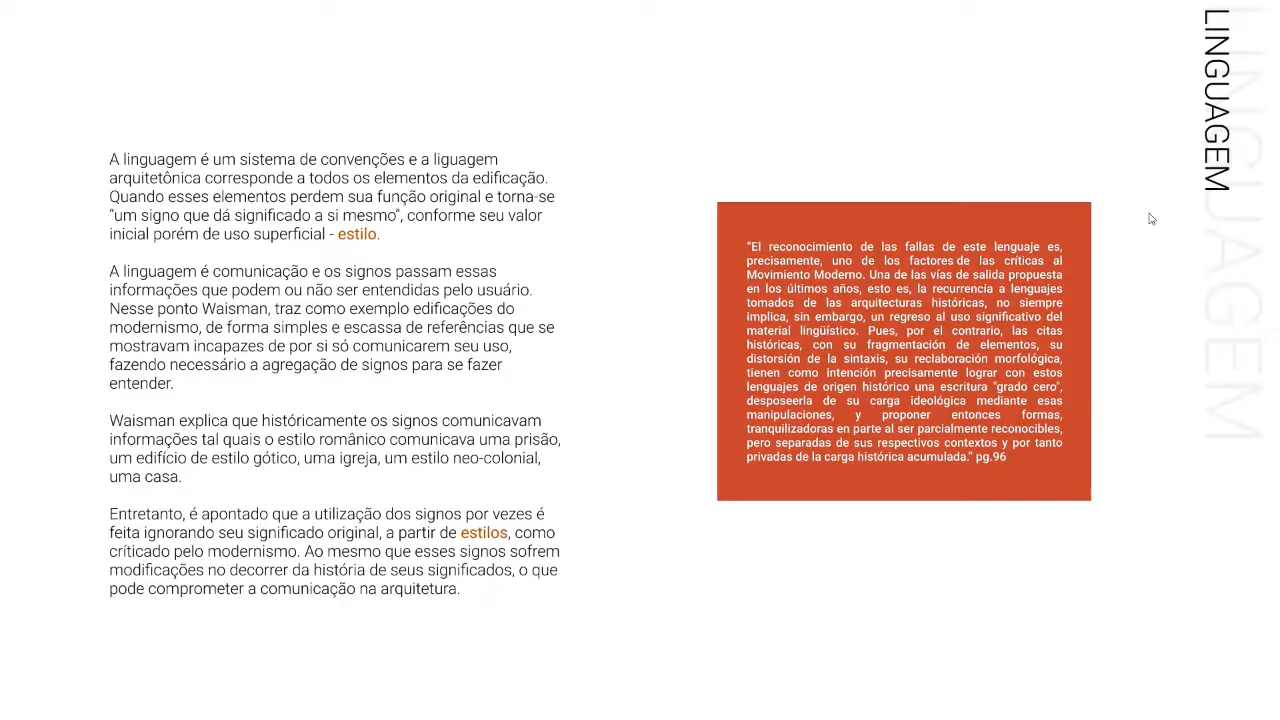 A linguagem é um sistema de convenções e a liguagem
arquitetônica corresponde a todos os elementos da edificação.
Quando esses elementos perdem sua função original e torna-se
“um signo que dá significado a si mesmo”, conforme seu valor
inicial porém de uso superficial - estilo.
A linguagem é comunicação e os signos passam essas
informações que podem ou não ser entendidas pelo usuário.
Nesse ponto Waisman, traz como exemplo edificações do
modernismo, de forma simples e escassa de referências que se
mostravam incapazes de por si só comunicarem seu uso,
fazendo necessário a agregação de signos para se fazer
entender.
Waisman explica que históricamente os signos comunicavam
informações tal quais o estilo românico comunicava uma prisão,
um edifício de estilo gótico, uma igreja, um estilo neo-colonial,
uma casa.
Entretanto, é apontado que a utilização dos signos por vezes é
feita ignorando seu significado original, a partir de estilos, como
críticado pelo modernismo. Ao mesmo que esses signos sofrem
modificações no decorrer da história de seus significados, o que
pode comprometer a comunicação na arquitetura.
“El reconocimiento de las fallas de este lenguaje es,
precisamente, uno de los factores de las críticas al
Movimiento Moderno. Una de las vías de salida propuesta
en los últimos años, esto es, la recurrencia a lenguajes
tomados de las arquitecturas históricas, no siempre
implica, sin embargo, un regreso al uso significativo del
material lingüístico. Pues, por el contrario, las citas
históricas, con su fragmentación de elementos, su
distorsión de la sintaxis, su reclaboración morfológica,
tienen como intención precisamente lograr con estos
lenguajes de origen histórico una escritura "grado cero",
desposeerla de su carga ideológica mediante esas
manipulaciones, y proponer entonces formas,
tranquilizadoras en parte al ser parcialmente reconocibles,
pero separadas de sus respectivos contextos y por tanto
privadas de la carga histórica acumulada.” pg.96
LINGUAGEM
LINGUAGEM